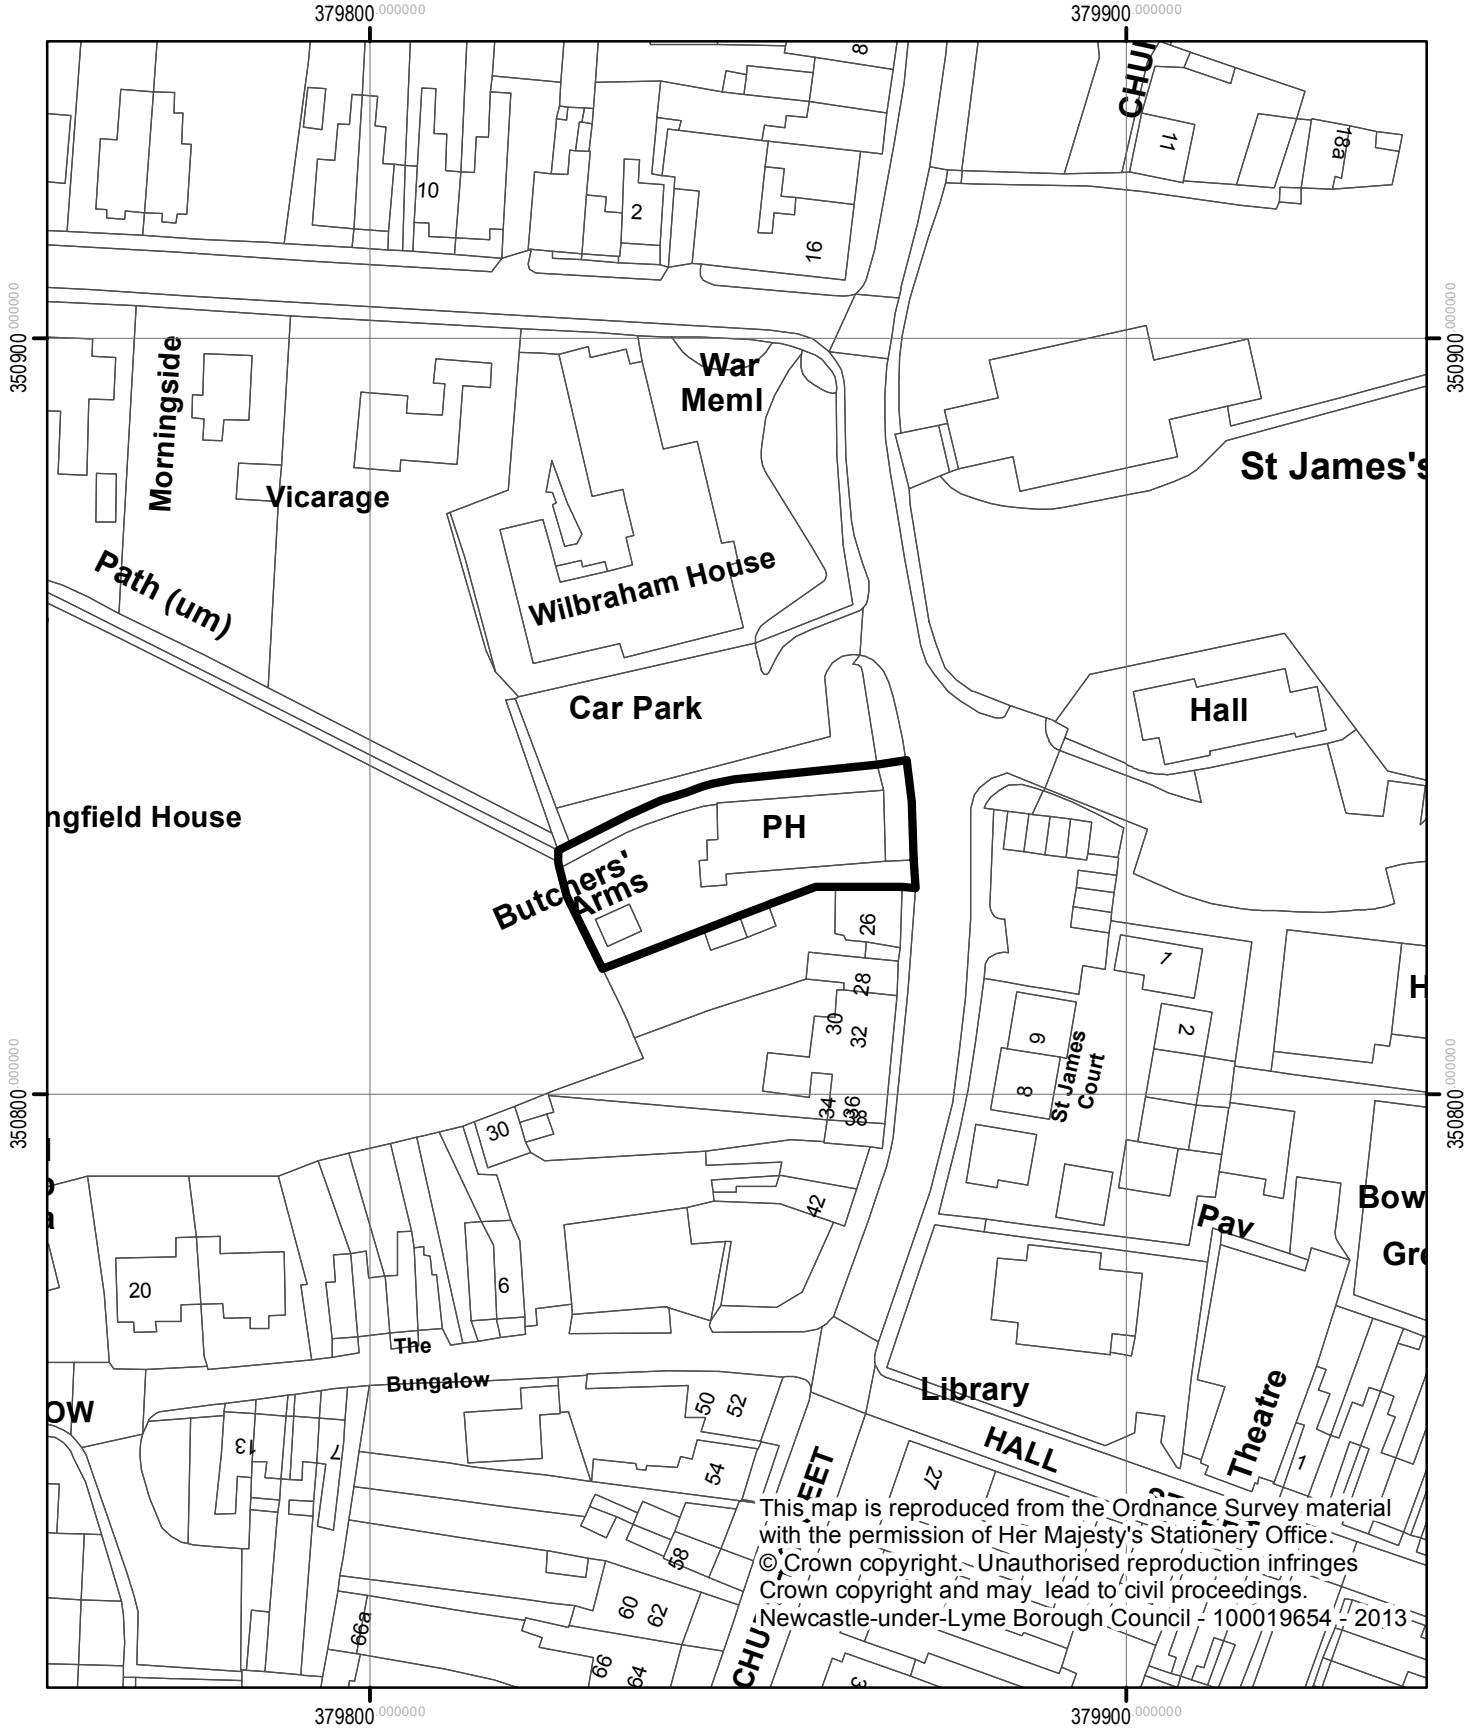 379800.000000
379900.000000
8
CHU
11
18a
10
2
16
350900.000000
350900.000000
War
Meml
Morningside
St James's
Vicarage
Path (um)
Wilbraham House
Car Park
Hall
ngfield House
PH
Butchers'
Arms
26
1
28
H
30
32
2
9
St James
Court
8
350800.000000
350800.000000
34
36
38
30
42
Bow
Pav
Gre
20
6
The
Bungalow
Library
OW
50
52
Theatre
HALL
13
7
54
27
1
EET
This map is reproduced from the Ordnance Survey material
with the permission of Her Majesty's Stationery Office.
© Crown copyright. Unauthorised reproduction infringes
Crown copyright and may lead to civil proceedings.
Newcastle-under-Lyme Borough Council - 100019654 - 2013
58
60
62
66a
CHU
66
64
3
379800.000000
379900.000000